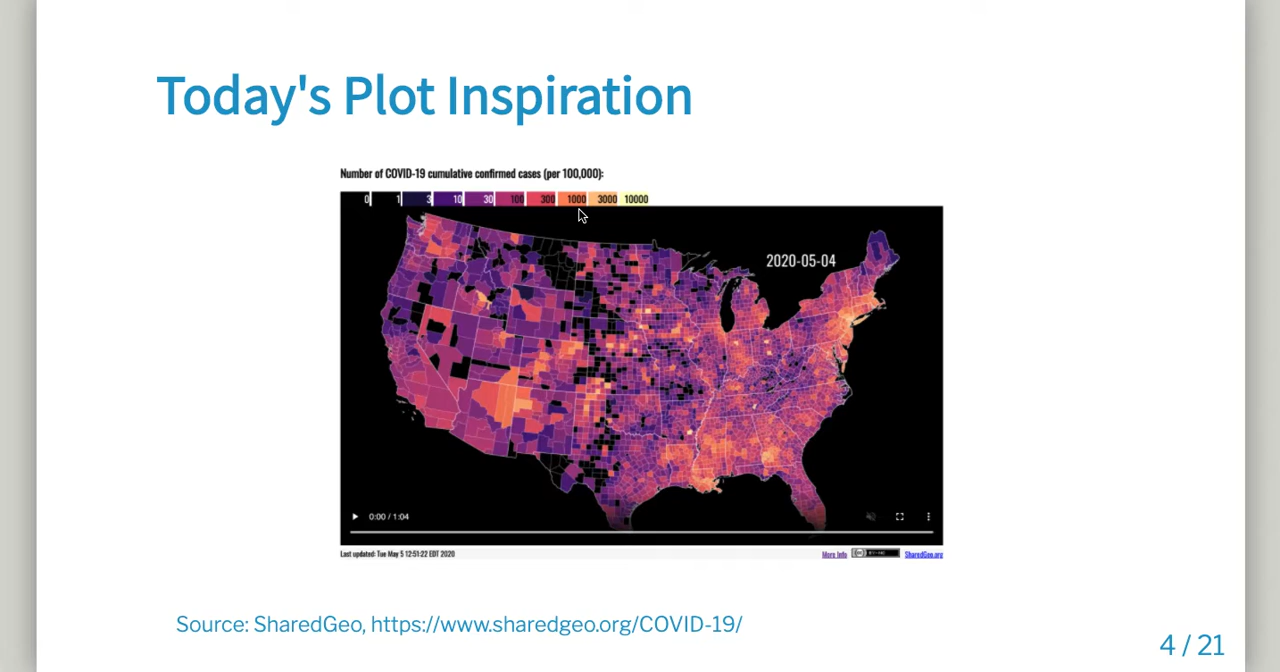 Today's Plot Inspiration
Number of COVID-19 cumulative confirmed cases (per 100,000):
0 1 3 10 30 100 300 1000 3000 10000
2020-05-04
0:00 / 1:04
Last updated: Tue May 5 12:51:22 EDT 2020
More Info
SharedGeo.org
Source: SharedGeo, https://www.sharedgeo.org/COVID-19/
4 / 21